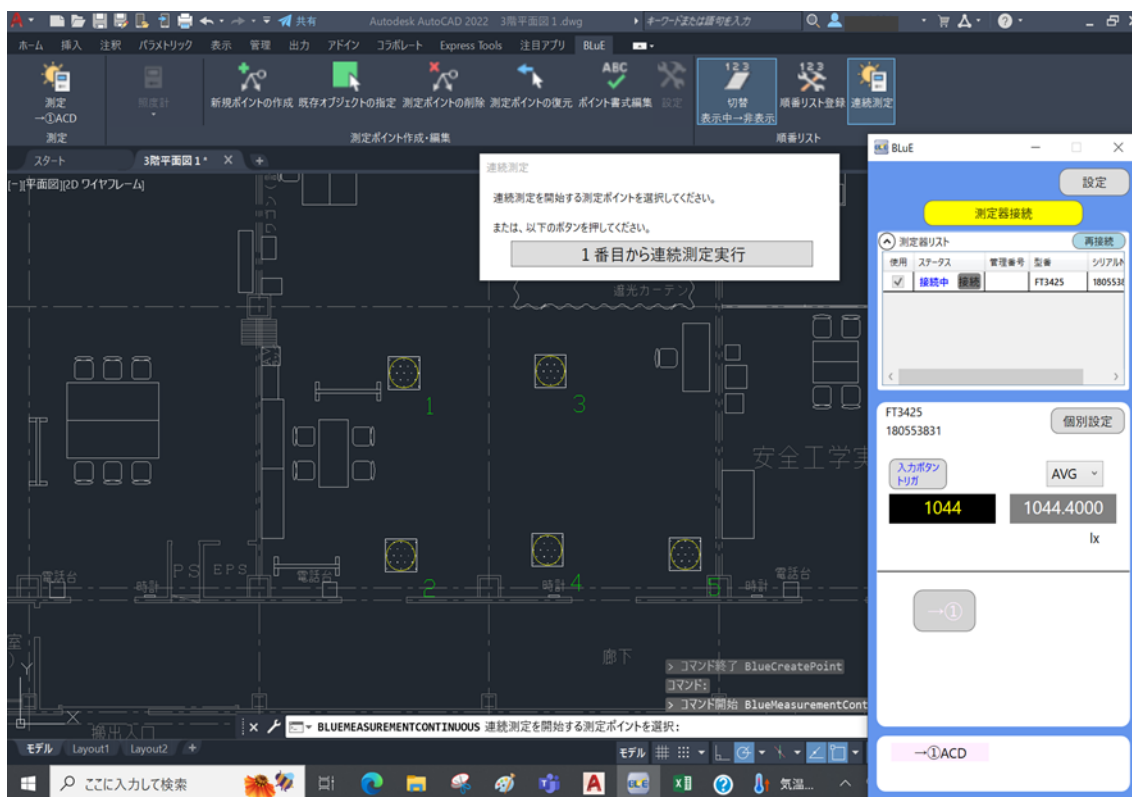 共有
Autodesk AutoCAD 2022 3階平面図1.dwg
キーワードまたは語句を入力
ホーム 挿入 注釈 パラメトリック 表示 管理 出力 アドイン コラボレート Express Tools 注目アプリ BLUE
測定
→①ACD
照度計
新規ポイントの作成 既存オブジェクトの指定 測定ポイントの削除 測定ポイントの復元 ポイント書式編集 設定
ABC
123
切替
表示中→非表示
123
順番リスト登録
連続測定
測定
測定ポイント作成・編集
順番リスト
スタート
3階平面図1*
[-][平面図][2D ワイヤフレーム]
連続測定
連続測定を開始する測定ポイントを選択してください。
または、以下のボタンを押してください。
1番目から連続測定実行
遮光カーテン
1
3
安全工学実
PS
EPS
電話台
時計
電話台
2
時計
4
5
電話台
室
廊下
Y
X
搬出入口
> コマンド終了 BlueCreatePoint
コマンド:
> コマンド開始 BlueMeasurementCont
BLUEMEASUREMENTCONTINUOUS 連続測定を開始する測定ポイントを選択:
モデル Layout1 Layout2 +
モデル
ここに入力して検索
気温...
BLuE
設定
測定器接続
測定器リスト
再接続
使用 ステータス 管理番号 型番 シリアルN
接続中 接続 FT3425 1805538
FT3425
180553831
個別設定
入力ボタン
トリガ
AVG
1044
1044.4000
lx
→①
→①ACD